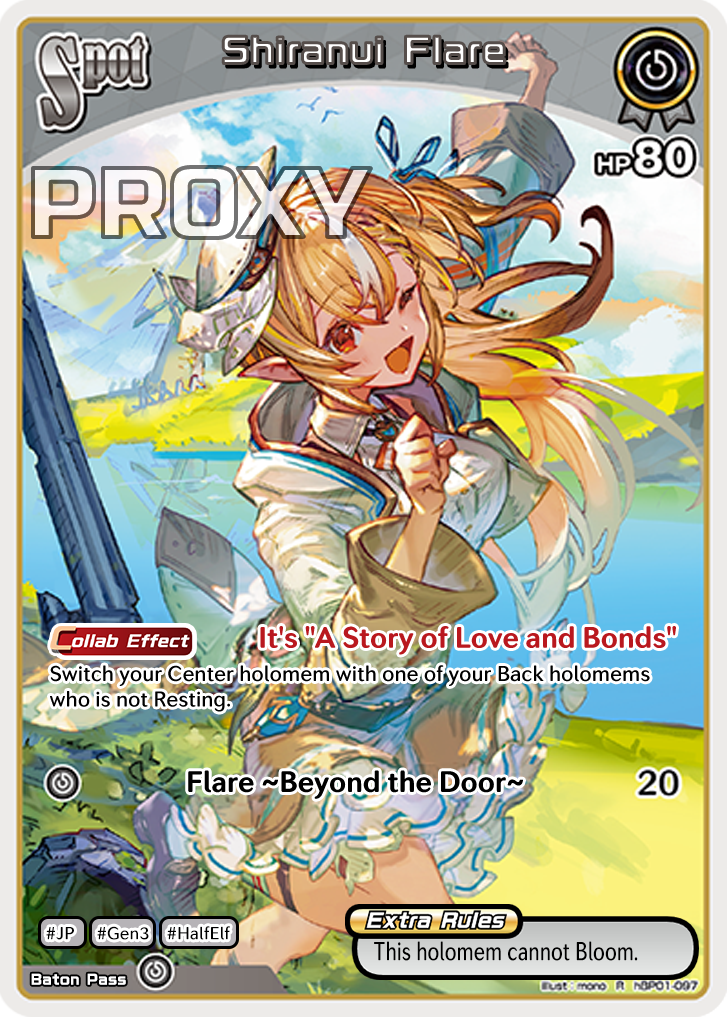 Spot
Shiranui Flare
HP80
PROXY
Collab Effect
It's "A Story of Love and Bonds"
Switch your Center holomem with one of your Back holomems
who is not Resting.
Flare ~Beyond the Door~ 20
#JP #Gen3 #HalfElf
Extra Rules
This holomem cannot Bloom.
Baton Pass
illust : mono R hBP01-097